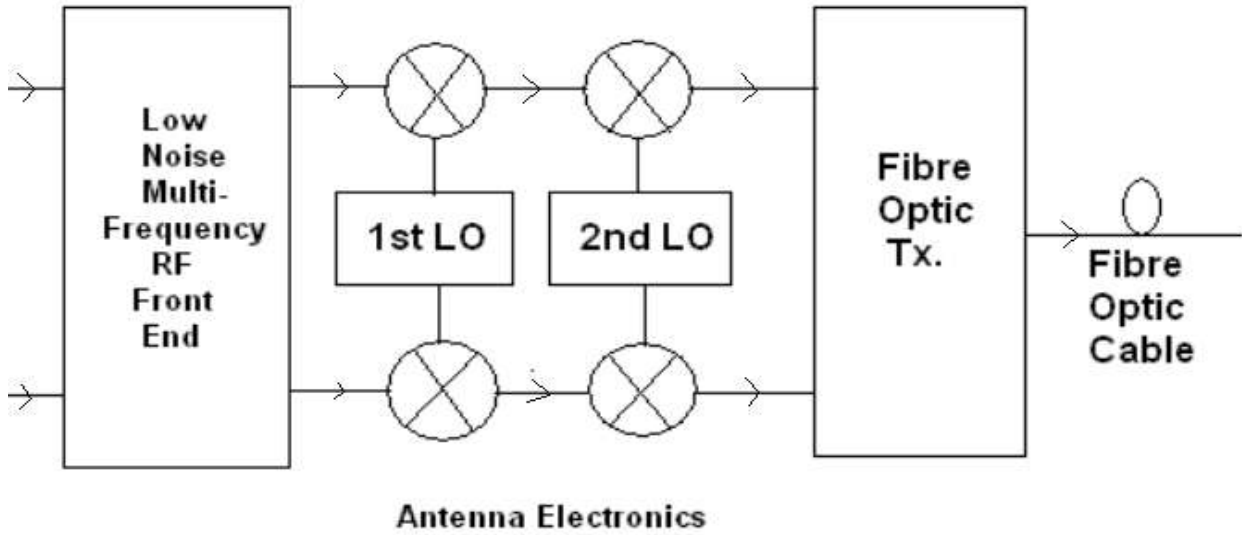 Low
Noise
Multi-
Frequency
RF
Front
End
1st LO
2nd LO
Fibre
Optic
Tx.
Fibre
Optic
Cable
Antenna Electronics